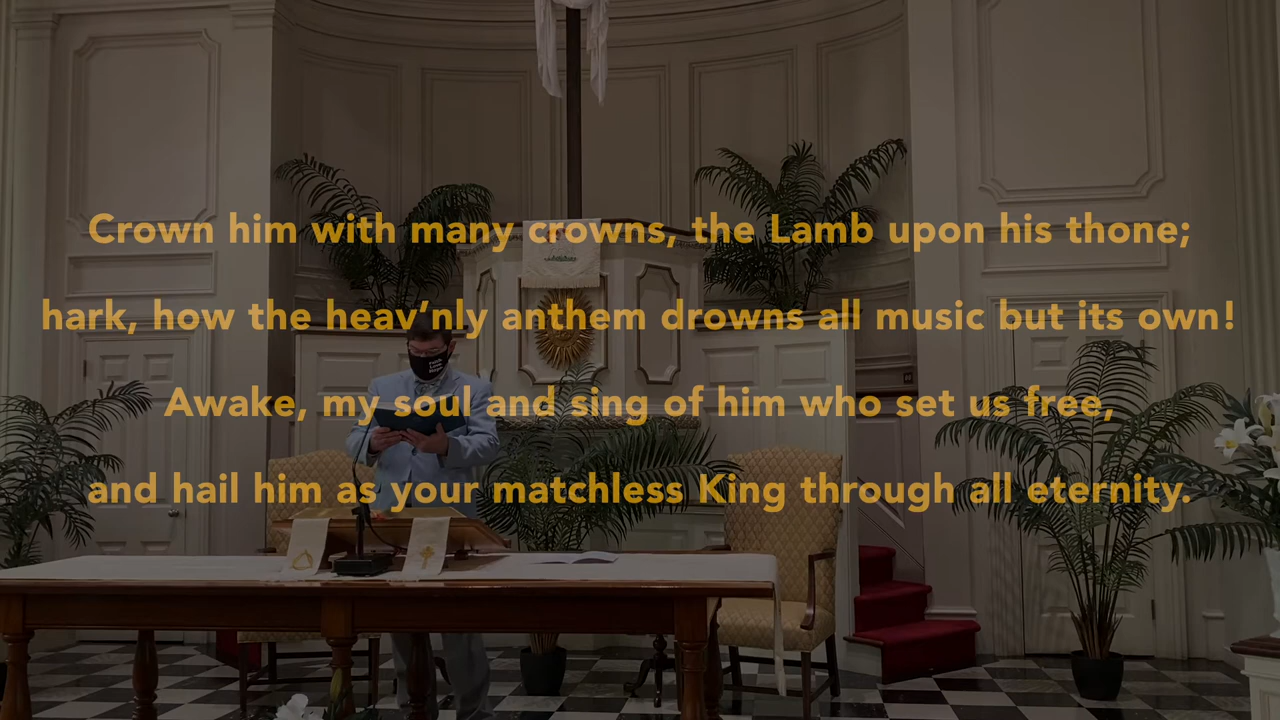 Crown him with many crowns, the Lamb upon his thone;
hark, how the heav’nly anthem drowns all music but its own!
Awake, my soul and sing of him who set us free,
and hail him as your matchless King through all eternity.